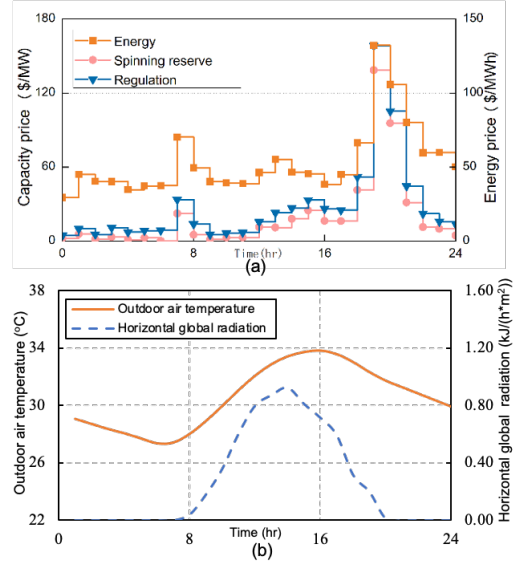 180
150
120
100
60
50
0
0
Capacity price ($/MW)
Energy price ($/MWh)
Energy
Spinning reserve
Regulation
0
4
8
12
16
20
24
Time(hr)
(a)
38
34
30
26
22
1.60
1.20
0.80
0.40
0.00
Outdoor air temperature (°C)
Horizontal global radiation (kJ/(h*m²)
Outdoor air temperature
Horizontal global radiation
0
8
16
24
Time (hr)
(b)